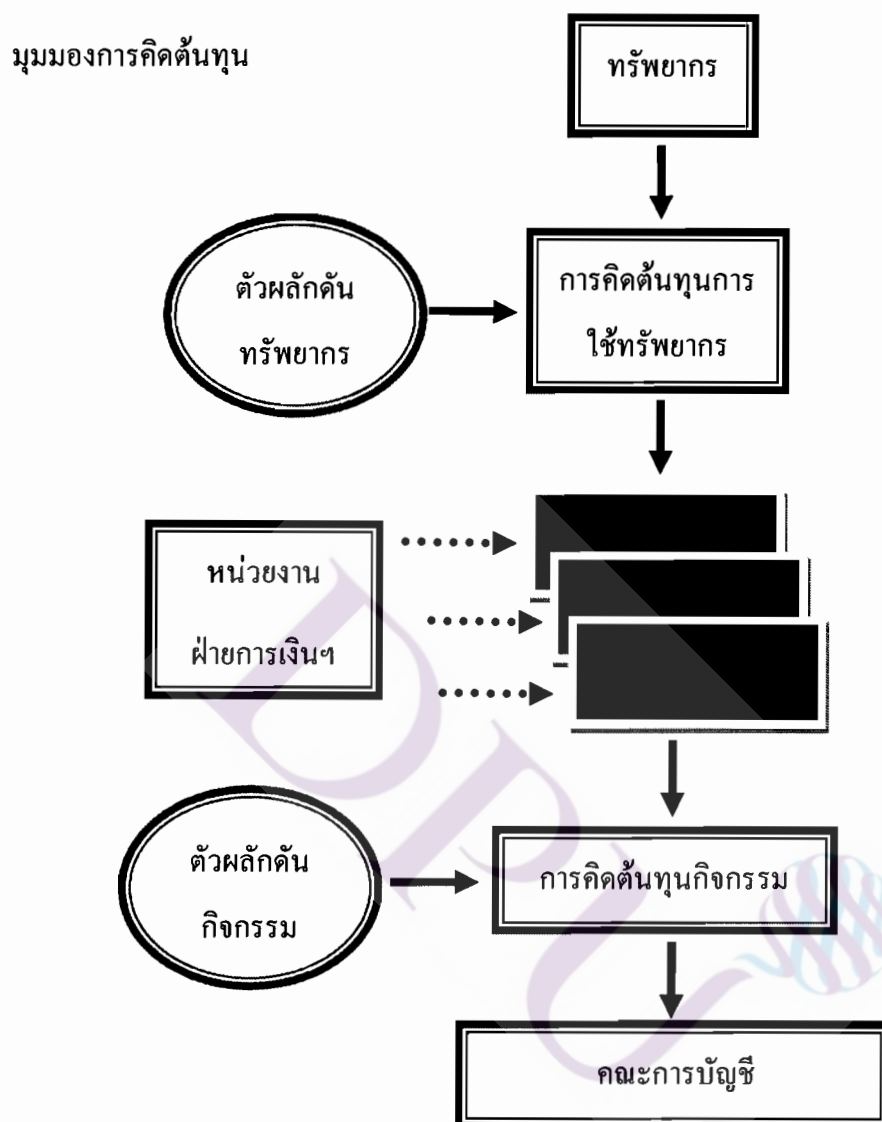 มุมมองการคิดต้นทุน
ทรัพยากร
ตัวผลักดัน
ทรัพยากร
การคิดต้นทุนการ
ใช้ทรัพยากร
หน่วยงาน
ฝ่ายการเงินฯ
ตัวผลักดัน
กิจกรรม
การคิดต้นทุนกิจกรรม
คณะการบัญชี
DPU